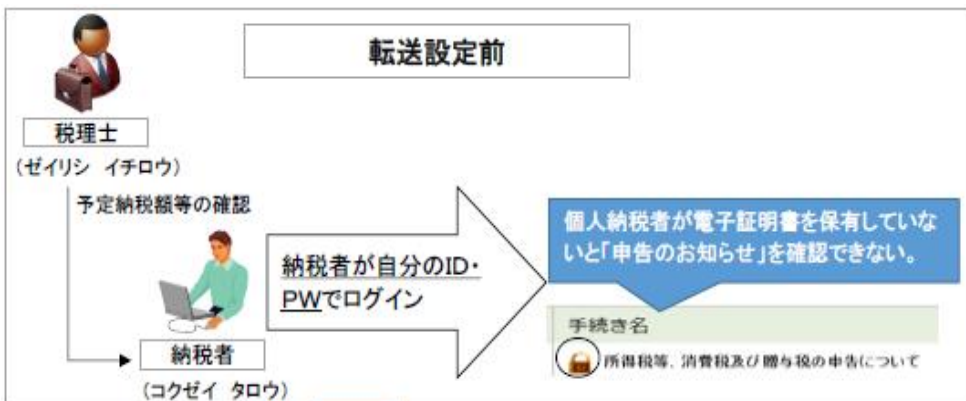 転送設定前
税理士
(ゼイリシ イチロウ)
予定納税額等の確認
納税者が自分のID・
PWでログイン
個人納税者が電子証明書を保有していな
いと「申告のお知らせ」を確認できない。
手続き名
所得税等、消費税及び贈与税の申告について
納税者
(コクゼイ タロウ)